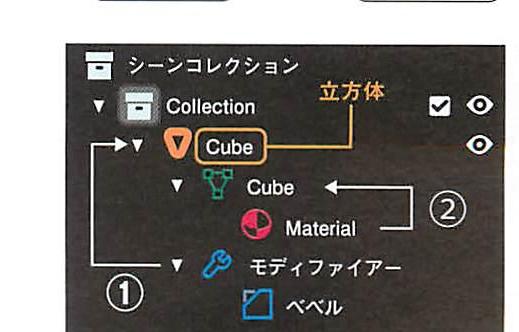 シーンコレクション
Collection
立方体
Cube
Cube
②
Material
モディファイアー
①
ベベル